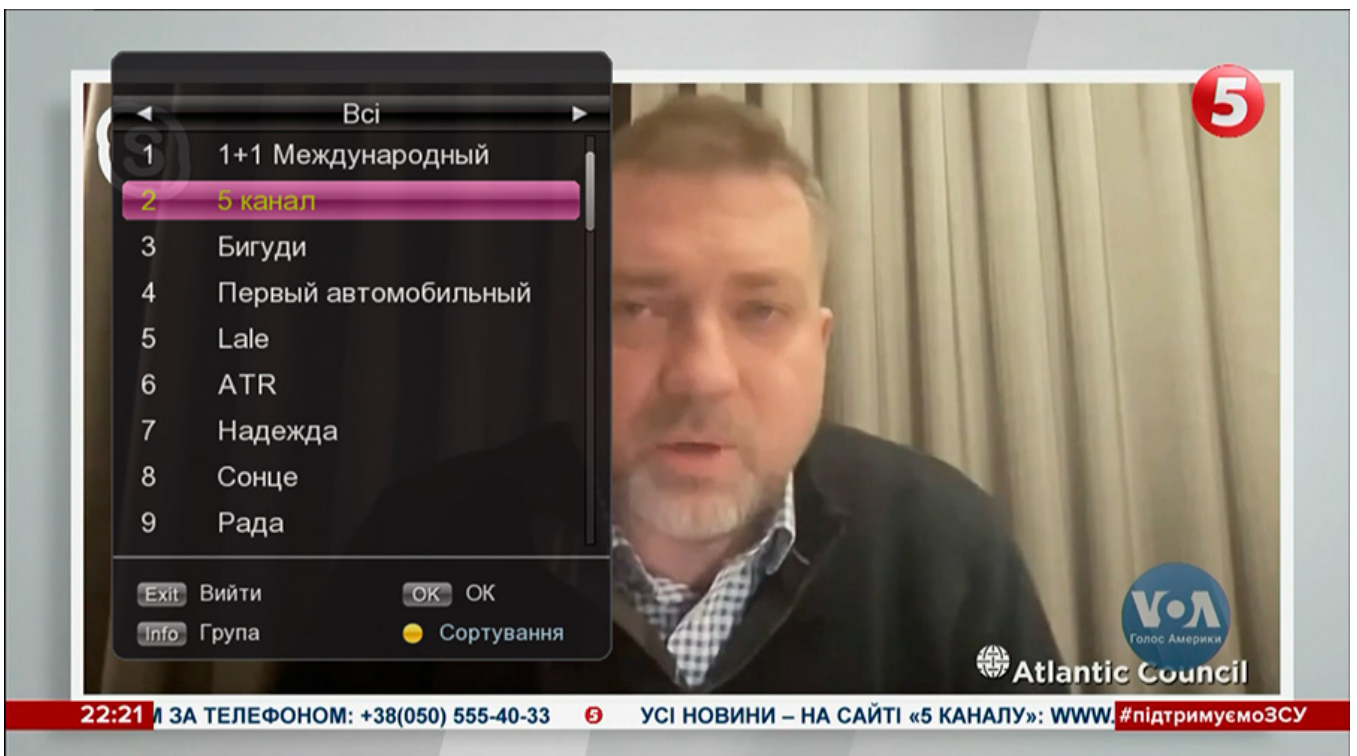 Всі
1 1+1 Международный
2 5 канал
3 Бигуди
4 Первый автомобильный
5 Lale
6 ATR
7 Надежда
8 Сонце
9 Рада
Exit Вийти OK OK
Info Група Сортування
S
5
VOA
Голос Америки
Atlantic Council
22:21 ЗА ТЕЛЕФОНОМ: +38(050) 555-40-33 5 УСІ НОВИНИ – НА САЙТІ «5 КАНАЛУ»: WWW. #підтримуємоЗСУ